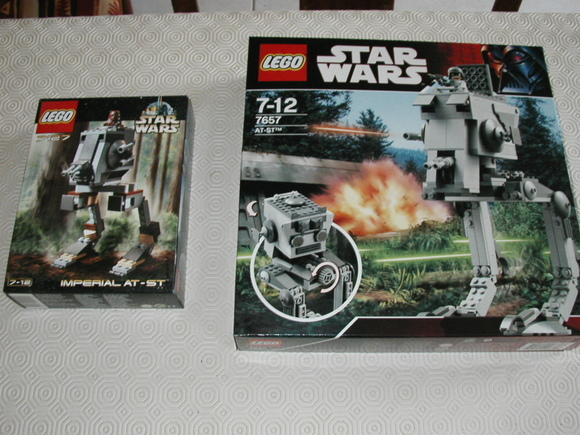 LEGO
STAR
WARS
7-12
IMPERIAL AT-ST
LEGO
STAR
WARS
7-12
7657
AT-ST™
LEGO